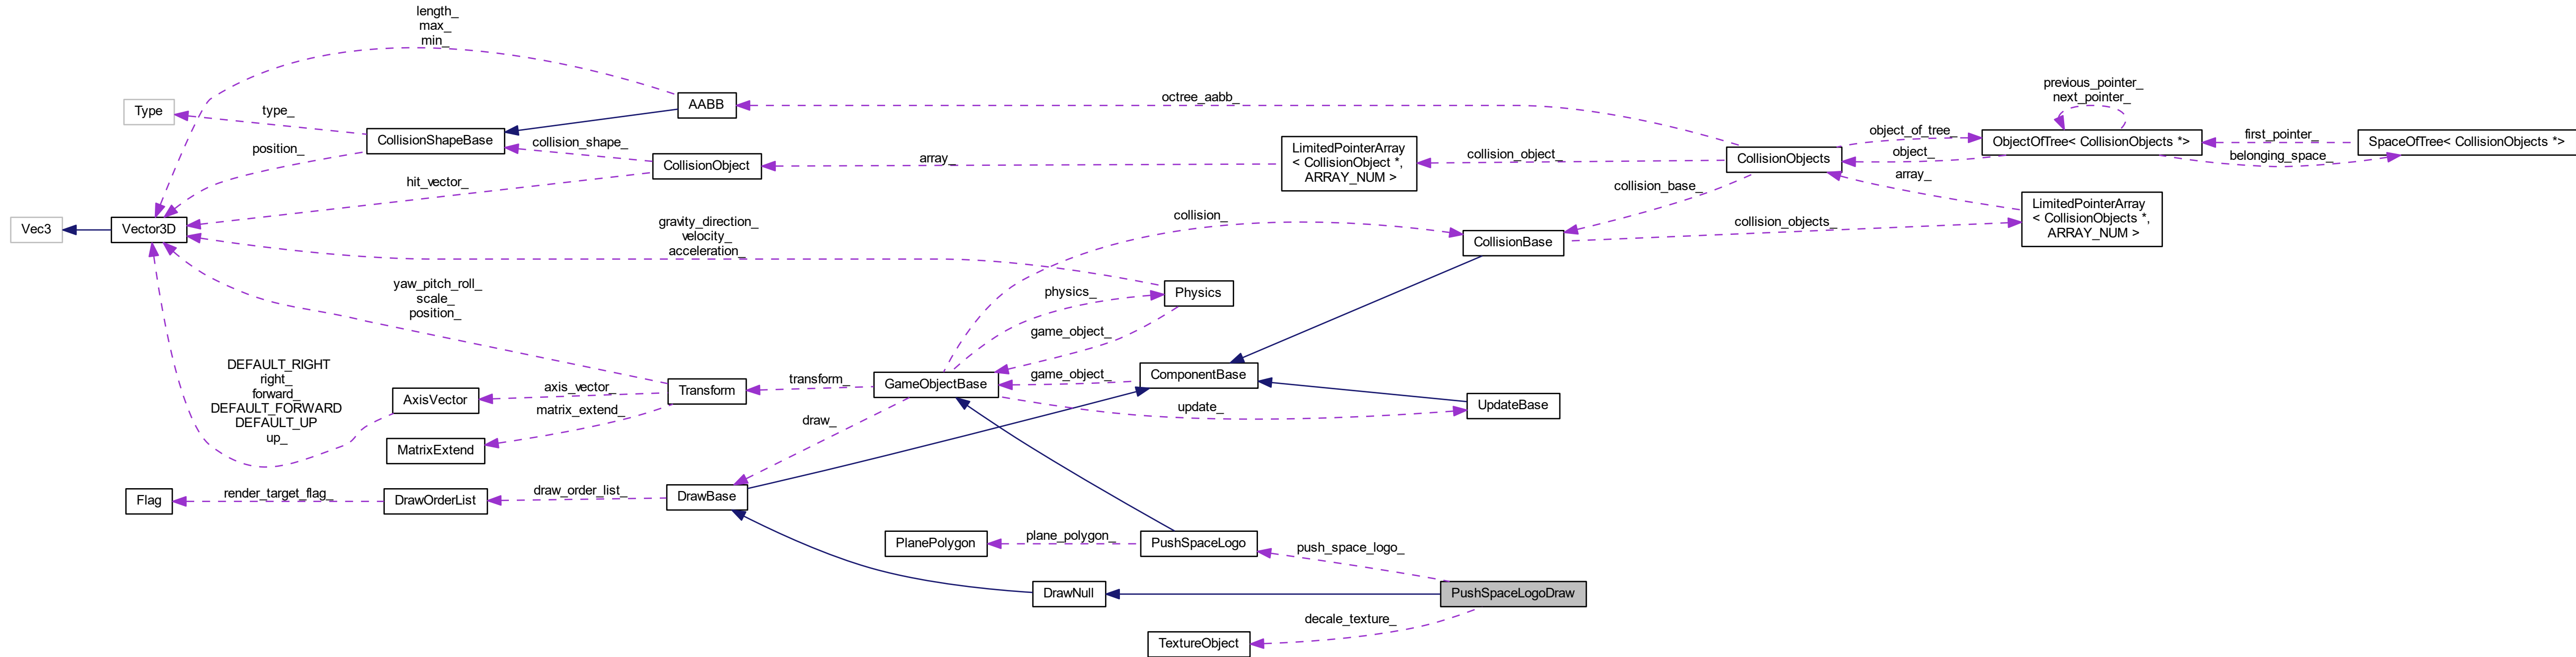 length_
max_
min_
Type
type_
AABB
octree_aabb_
previous_pointer_
next_pointer_
CollisionShapeBase
collision_shape_
position_
CollisionObject
array_
LimitedPointerArray
< CollisionObject *,
ARRAY_NUM >
collision_object_
CollisionObjects
object_of_tree_
object_
ObjectOfTree< CollisionObjects *>
first_pointer_
belonging_space_
SpaceOfTree< CollisionObjects *>
hit_vector_
collision_base_
array_
LimitedPointerArray
< CollisionObjects *,
ARRAY_NUM >
Vec3
Vector3D
gravity_direction_
velocity_
acceleration_
collision_
CollisionBase
collision_objects_
yaw_pitch_roll_
scale_
position_
physics_
Physics
game_object_
DEFAULT_RIGHT
right_
forward_
DEFAULT_FORWARD
DEFAULT_UP
up_
AxisVector
axis_vector_
matrix_extend_
MatrixExtend
Transform
transform_
GameObjectBase
game_object_
ComponentBase
update_
UpdateBase
draw_
Flag
render_target_flag_
DrawOrderList
draw_order_list_
DrawBase
PlanePolygon
plane_polygon_
PushSpaceLogo
push_space_logo_
DrawNull
PushSpaceLogoDraw
decale_texture_
TextureObject